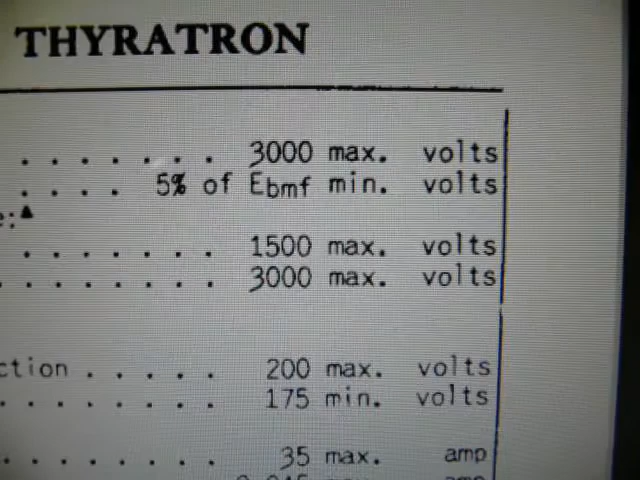 THYRATRON
. . . . . . . 3000 max. volts
. . . . 5% of Ebmf min. volts
e:▲
. . . . . . . 1500 max. volts
. . . . . . . . 3000 max. volts
ction . . . . . 200 max. volts
. . . . . . . . 175 min. volts
. . . . . . . . 35 max. amp